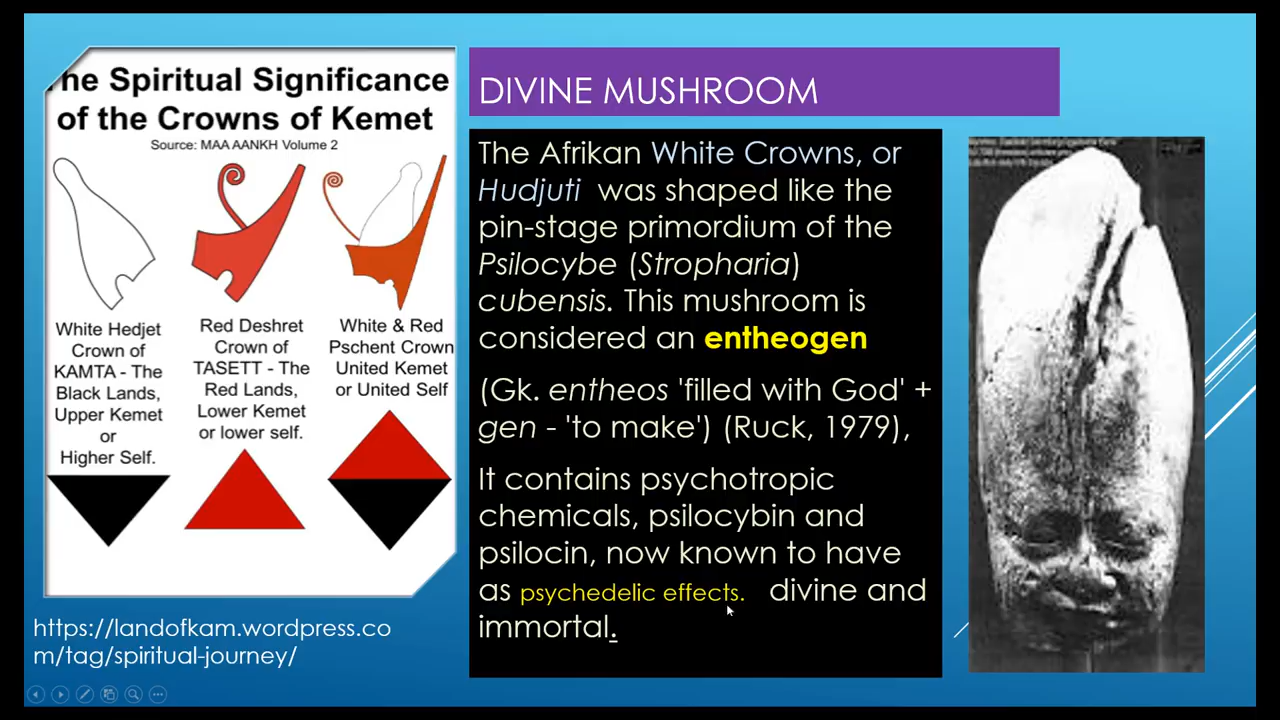 he Spiritual Significance
of the Crowns of Kemet
Source: MAA AANKH Volume 2
White Hedjet
Crown of
KAMTA - The
Black Lands,
Upper Kemet
or
Higher Self.
Red Deshret
Crown of
TASETT - The
Red Lands,
Lower Kemet
or lower self.
White & Red
Pschent Crown
United Kemet
or United Self
https://landofkam.wordpress.co
m/tag/spiritual-journey/
DIVINE MUSHROOM
The Afrikan White Crowns, or
Hudjuti was shaped like the
pin-stage primordium of the
Psilocybe (Stropharia)
cubensis. This mushroom is
considered an entheogen
(Gk. entheos 'filled with God' +
gen - 'to make') (Ruck, 1979),
It contains psychotropic
chemicals, psilocybin and
psilocin, now known to have
as psychedelic effects. divine and
immortal.